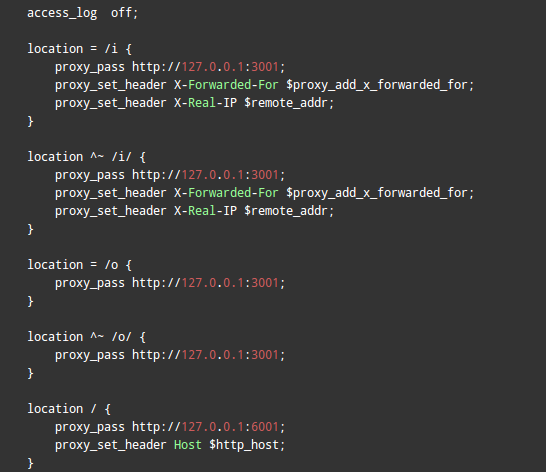 access_log  off;
location = /i {
proxy_pass http://127.0.0.1:3001;
proxy_set_header X-Forwarded-For $proxy_add_x_forwarded_for;
proxy_set_header X-Real-IP $remote_addr;
}
location ^~ /i/ {
proxy_pass http://127.0.0.1:3001;
proxy_set_header X-Forwarded-For $proxy_add_x_forwarded_for;
proxy_set_header X-Real-IP $remote_addr;
}
location = /o {
proxy_pass http://127.0.0.1:3001;
}
location ^~ /o/ {
proxy_pass http://127.0.0.1:3001;
}
location / {
proxy_pass http://127.0.0.1:6001;
proxy_set_header Host $http_host;
}